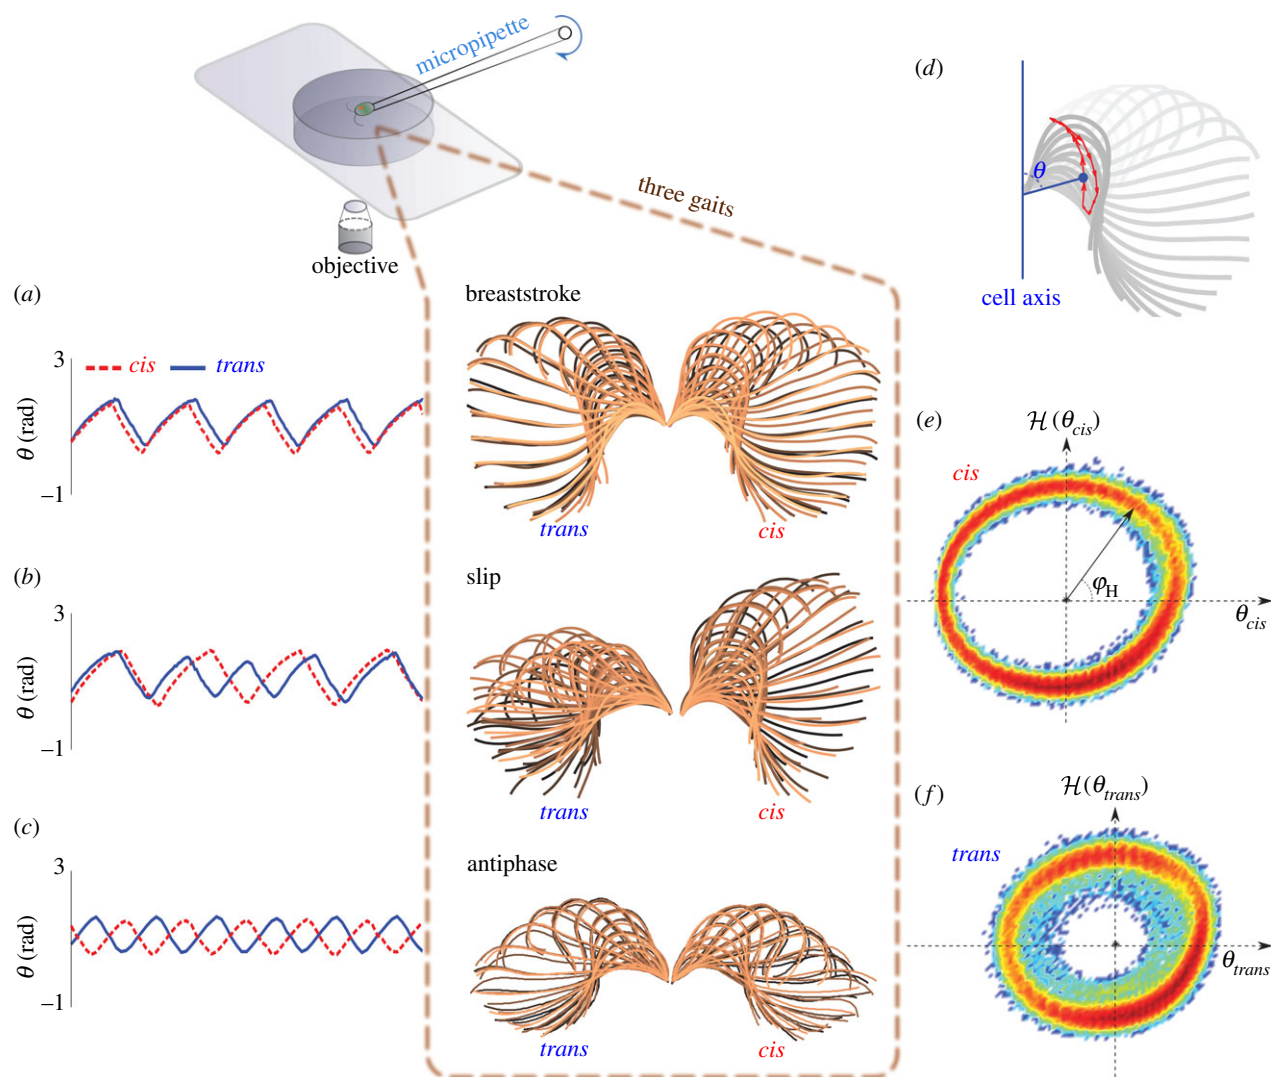 micropipette
objective
three gaits
(d)
θ
cell axis
(a)
breaststroke
3
cis
trans
θ (rad)
−1
trans
cis
(b)
slip
3
θ (rad)
−1
trans
cis
(c)
antiphase
3
θ (rad)
−1
trans
cis
(e)
ℋ(θcis)
cis
φH
θcis
(f)
ℋ(θtrans)
trans
θtrans